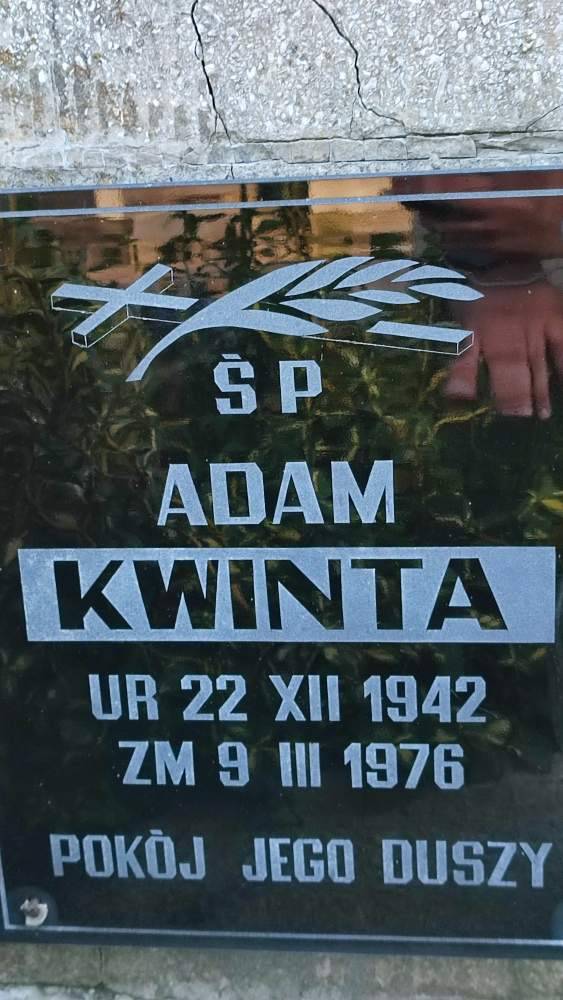 ŚP
ADAM
KWINTA
UR 22 XII 1942
ZM 9 III 1976
POKÓJ JEGO DUSZY